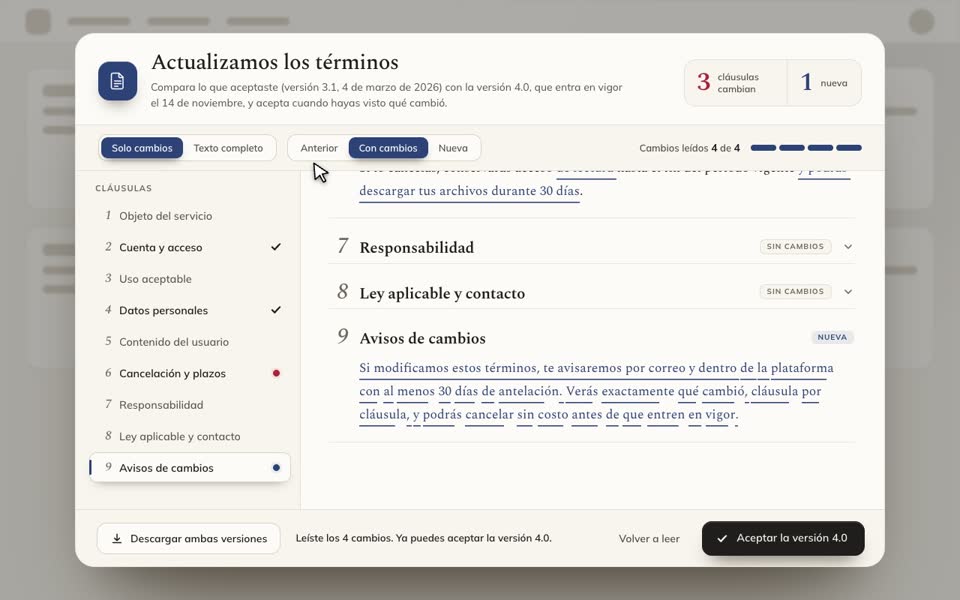 Actualizamos los términos
Compara lo que aceptaste (versión 3.1, 4 de marzo de 2026) con la versión 4.0, que entra en vigor
el 14 de noviembre, y acepta cuando hayas visto qué cambió.
3 cláusulas cambian
1 nueva
Solo cambios
Texto completo
Anterior
Con cambios
Nueva
Cambios leídos 4 de 4
CLÁUSULAS
1 Objeto del servicio
2 Cuenta y acceso
3 Uso aceptable
4 Datos personales
5 Contenido del usuario
6 Cancelación y plazos
7 Responsabilidad
8 Ley aplicable y contacto
9 Avisos de cambios
descargar tus archivos durante 30 días.
7 Responsabilidad
SIN CAMBIOS
8 Ley aplicable y contacto
SIN CAMBIOS
9 Avisos de cambios
NUEVA
Si modificamos estos términos, te avisaremos por correo y dentro de la plataforma
con al menos 30 días de antelación. Verás exactamente qué cambió, cláusula por
cláusula, y podrás cancelar sin costo antes de que entren en vigor.
Descargar ambas versiones
Leíste los 4 cambios. Ya puedes aceptar la versión 4.0.
Volver a leer
Aceptar la versión 4.0